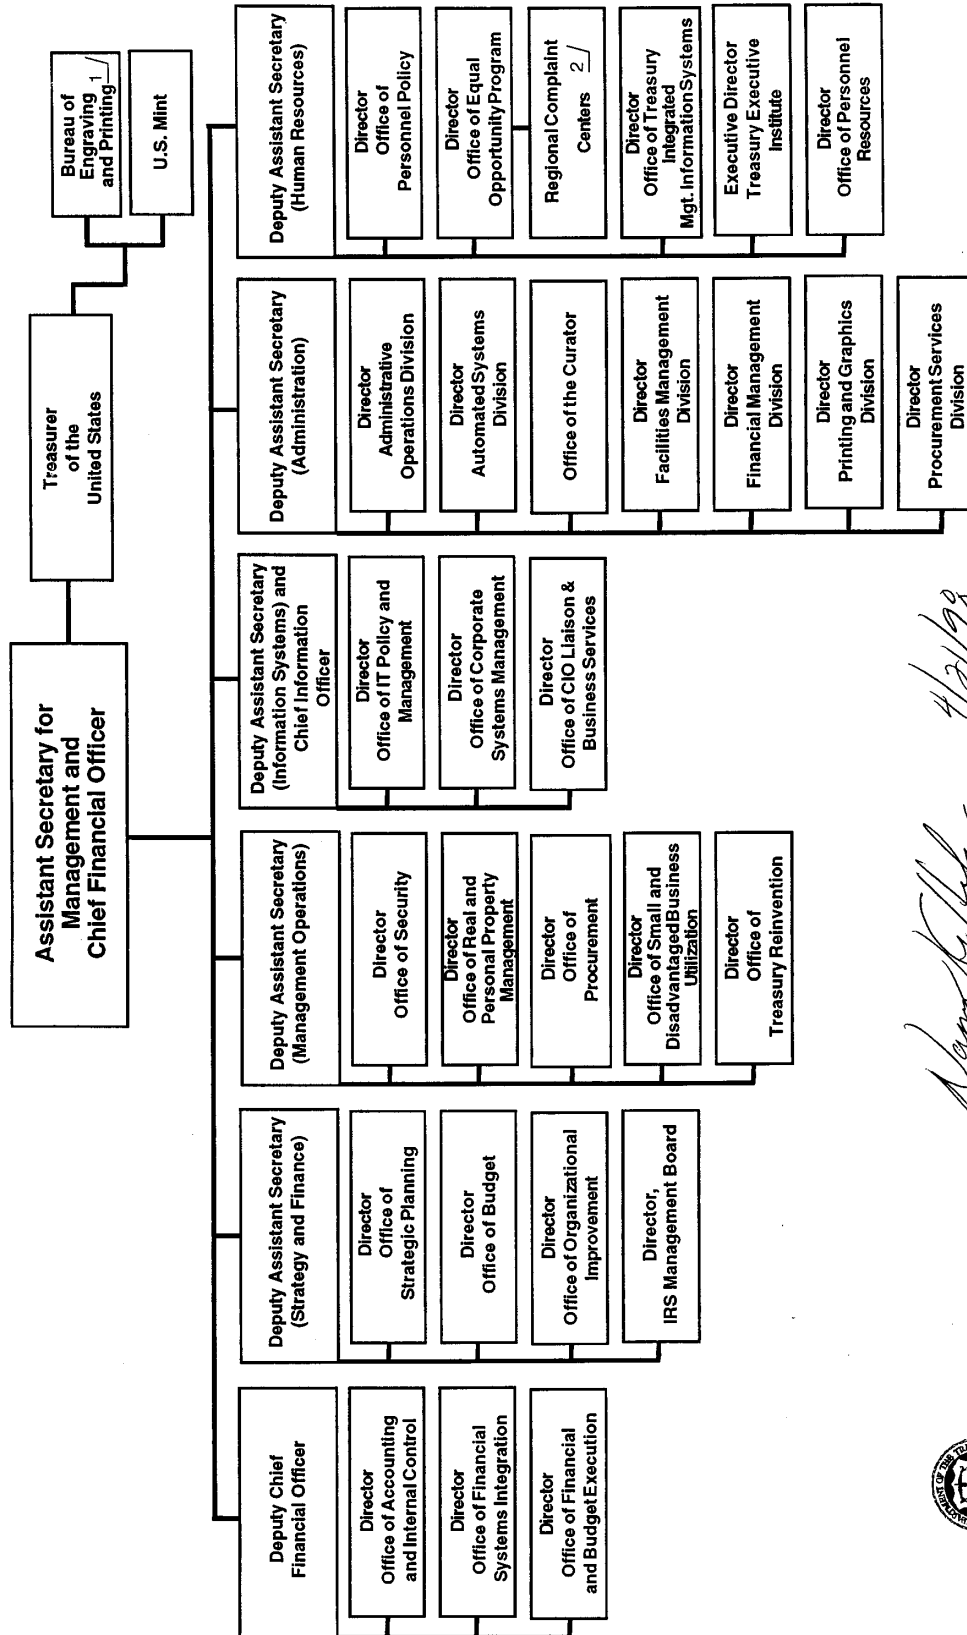 Assistant Secretary for
Management and
Chief Financial Officer
Treasurer
of the
United States
Bureau of
Engraving
and Printing 1/
U.S. Mint
Deputy Chief
Financial Officer
Director
Office of Accounting
and Internal Control
Director
Office of Financial
Systems Integration
Director
Office of Financial
and Budget Execution
Deputy Assistant Secretary
(Strategy and Finance)
Director
Office of
Strategic Planning
Director
Office of Budget
Director
Office of Organizational
Improvement
Director,
IRS Management Board
Deputy Assistant Secretary
(Management Operations)
Director
Office of Security
Director
Office of Real and
Personal Property
Management
Director
Office of
Procurement
Director
Office of Small and
Disadvantaged Business
Utilization
Director
Office of
Treasury Reinvention
Deputy Assistant Secretary
(Information Systems) and
Chief Information
Officer
Director
Office of IT Policy and
Management
Director
Office of Corporate
Systems Management
Director
Office of CIO Liaison &
Business Services
Deputy Assistant Secretary
(Administration)
Director
Administrative
Operations Division
Director
Automated Systems
Division
Office of the Curator
Director
Facilities Management
Division
Director
Financial Management
Division
Director
Printing and Graphics
Division
Director
Procurement Services
Division
Deputy Assistant Secretary
(Human Resources)
Director
Office of
Personnel Policy
Director
Office of Equal
Opportunity Program
Regional Complaint
Centers 2/
Director
Office of Treasury
Integrated
Mgt. Information Systems
Executive Director
Treasury Executive
Institute
Director
Office of Personnel
Resources
4/21/98